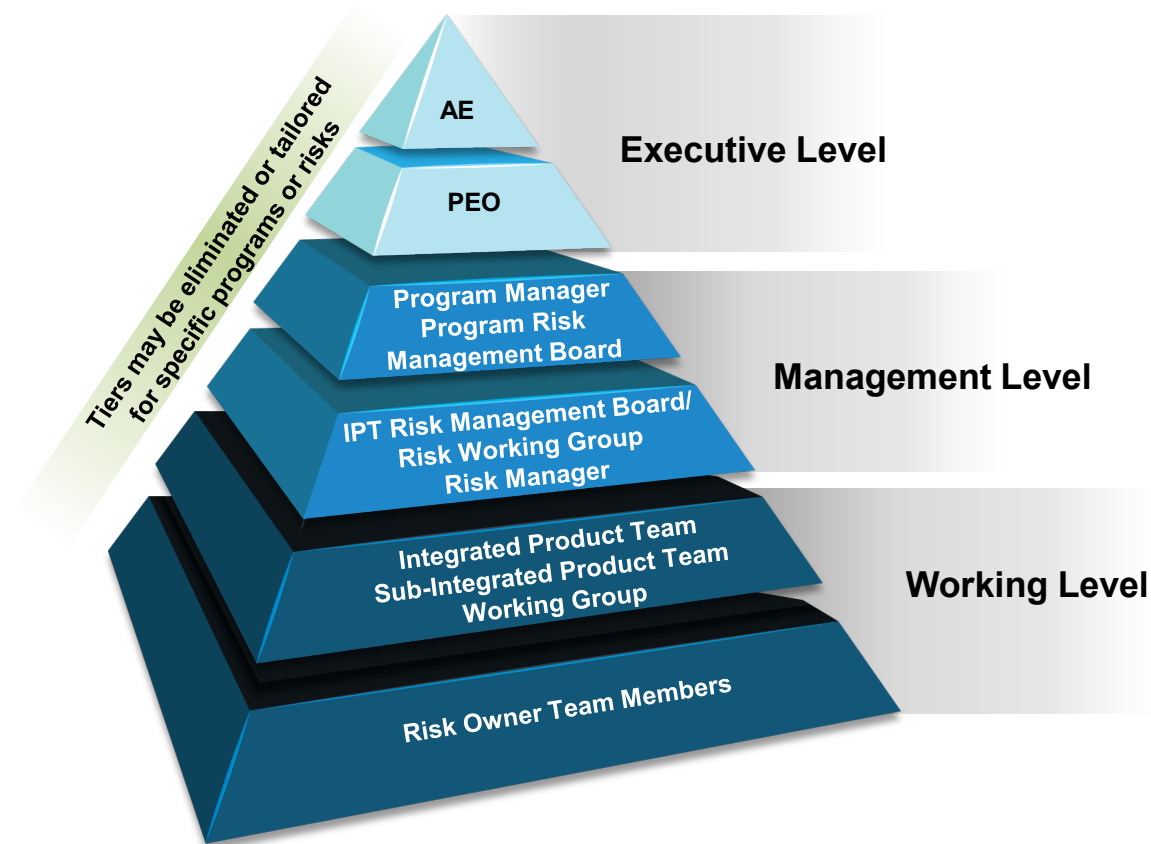 Tiers may be eliminated or tailored
for specific programs or risks
AE
PEO
Executive Level
Program Manager
Program Risk
Management Board
Management Level
IPT Risk Management Board/
Risk Working Group
Risk Manager
Integrated Product Team
Sub-Integrated Product Team
Working Group
Working Level
Risk Owner Team Members